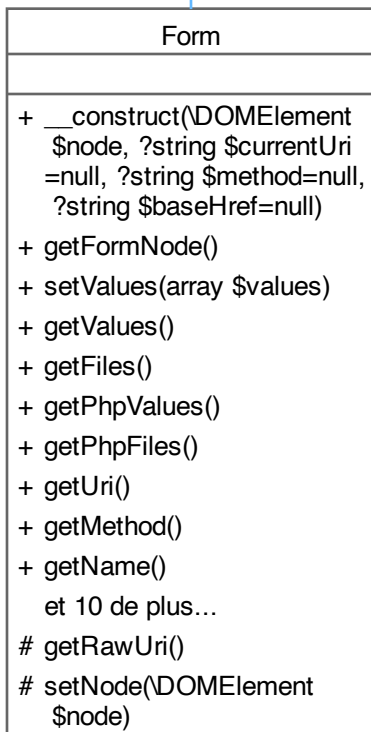 Form
+ __construct(\DOMElement
$node, ?string $currentUri
=null, ?string $method=null,
?string $baseHref=null)
+ getFormNode()
+ setValues(array $values)
+ getValues()
+ getFiles()
+ getPhpValues()
+ getPhpFiles()
+ getUri()
+ getMethod()
+ getName()
et 10 de plus...
# getRawUri()
# setNode(\DOMElement
$node)